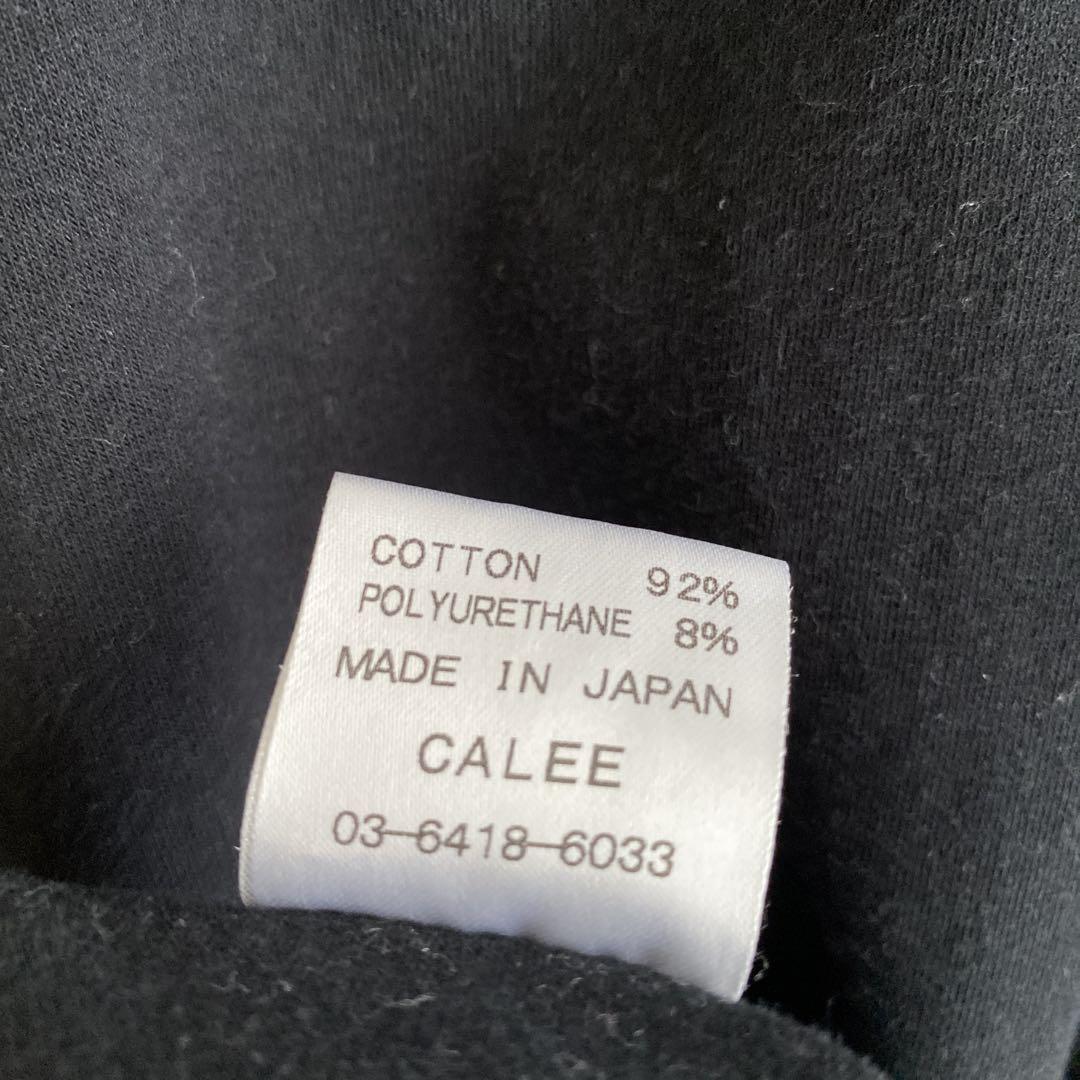 COTTON 92%
POLYURETHANE 8%
MADE IN JAPAN
CALEE
03-6418-6033